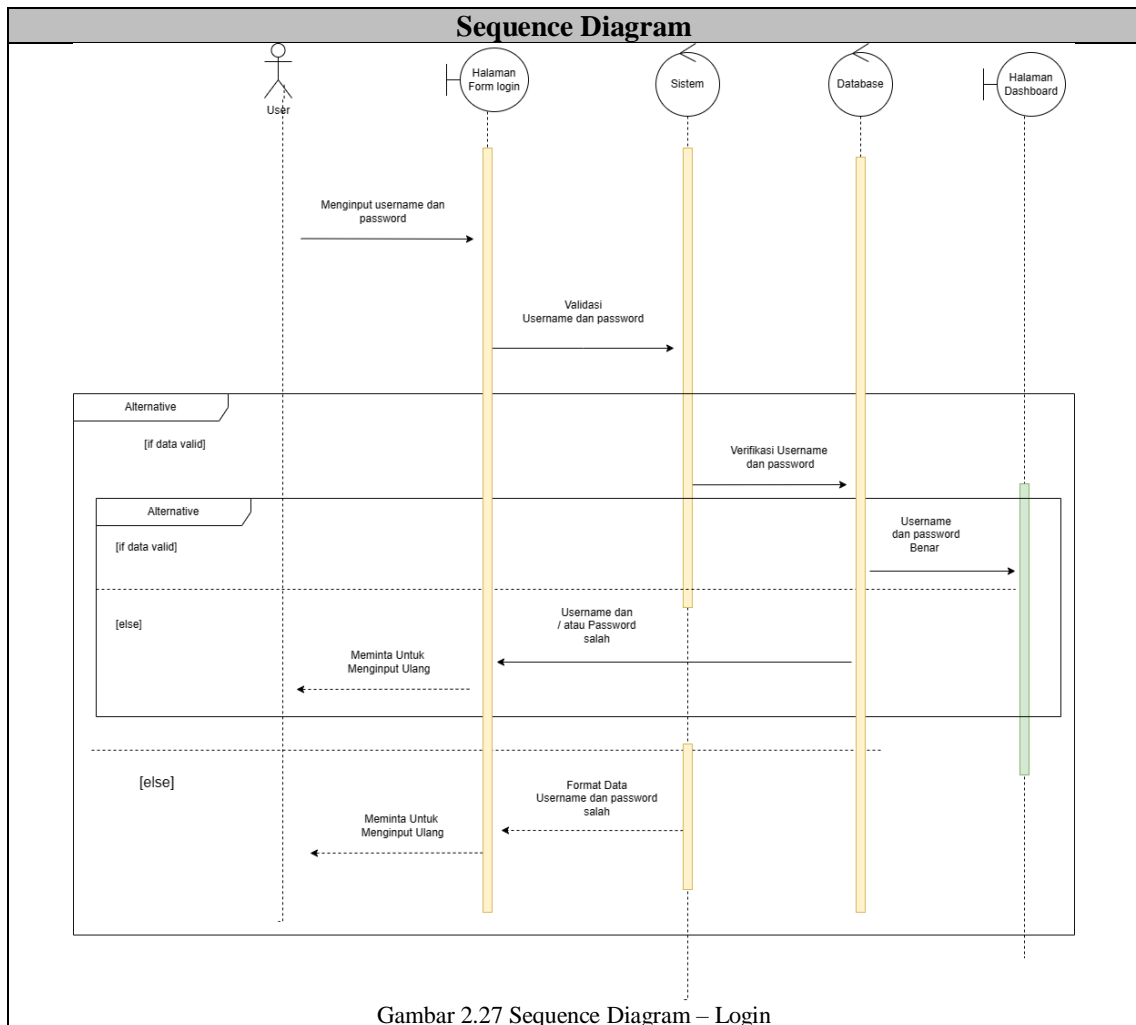 Sequence Diagram
User
Halaman
Form login
Sistem
Database
Halaman
Dashboard
Menginput username dan
password
Validasi
Username dan password
Alternative
[if data valid]
Verifikasi Username
dan password
Alternative
[if data valid]
Username
dan password
Benar
[else]
Username dan
/ atau Password
salah
Meminta Untuk
Menginput Ulang
[else]
Format Data
Username dan password
salah
Meminta Untuk
Menginput Ulang
Gambar 2.27 Sequence Diagram – Login